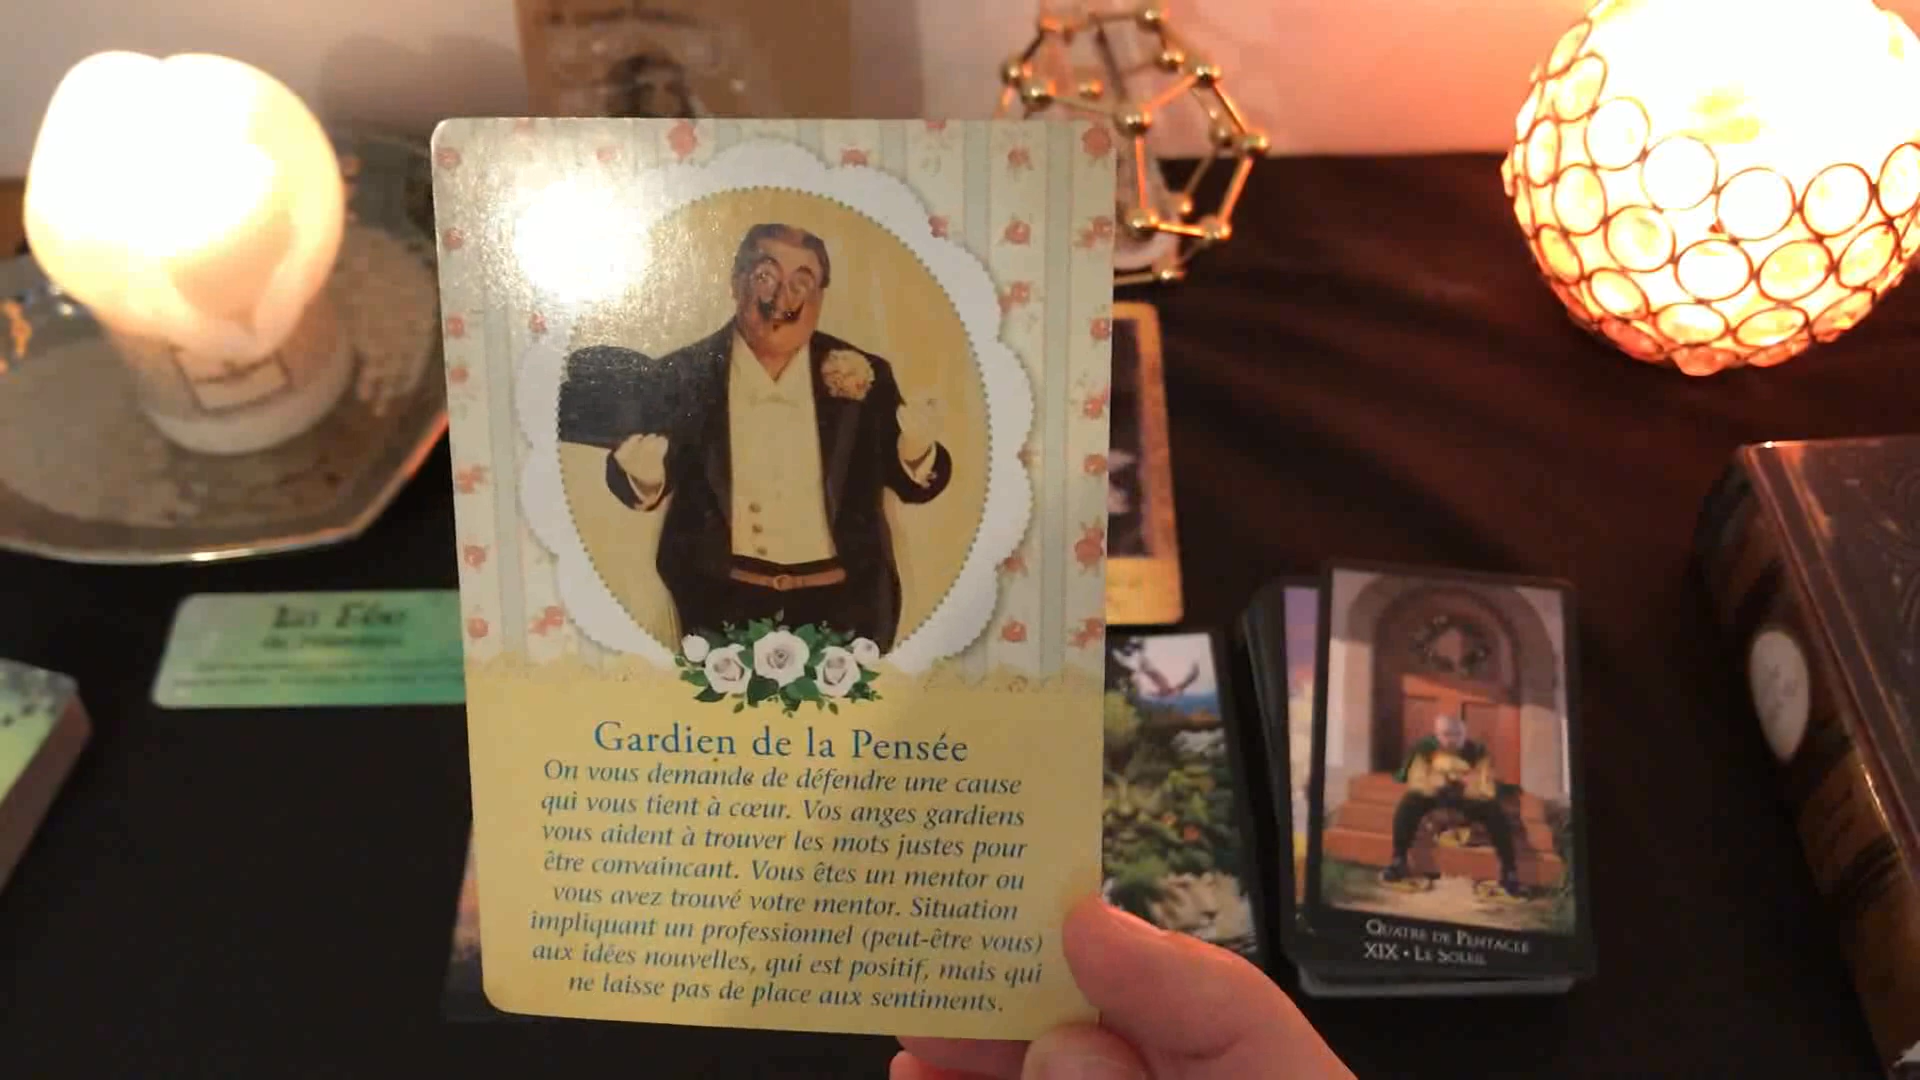 Gardien de la Pensée
On vous demande de défendre une cause
qui vous tient à cœur. Vos anges gardiens
vous aident à trouver les mots justes pour
être convaincant. Vous êtes un mentor ou
vous avez trouvé votre mentor. Situation
impliquant un professionnel (peut-être vous)
aux idées nouvelles, qui est positif, mais qui
ne laisse pas de place aux sentiments.
La Fée
Quatre de Pentacle
XIX • Le Soleil